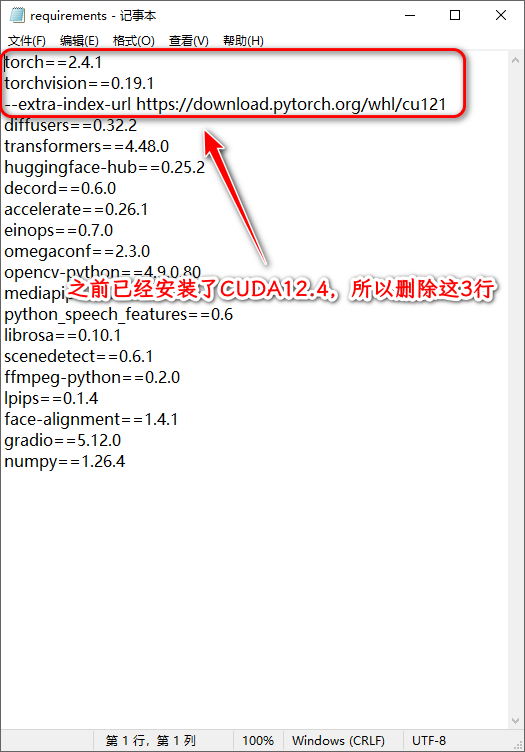 requirements - 记事本
文件(F) 编辑(E) 格式(O) 查看(V) 帮助(H)
torch==2.4.1
torchvision==0.19.1
--extra-index-url https://download.pytorch.org/whl/cu121
diffusers==0.32.2
transformers==4.48.0
huggingface-hub==0.25.2
decord==0.6.0
accelerate==0.26.1
einops==0.7.0
omegaconf==2.3.0
opencv-python==4.9.0.80
之前已经安装了CUDA12.4，所以删除这3行
python_speech_features==0.6
librosa==0.10.1
scenedetect==0.6.1
ffmpeg-python==0.2.0
lpips==0.1.4
face-alignment==1.4.1
gradio==5.12.0
numpy==1.26.4
第 1 行，第 1 列 100% Windows (CRLF) UTF-8